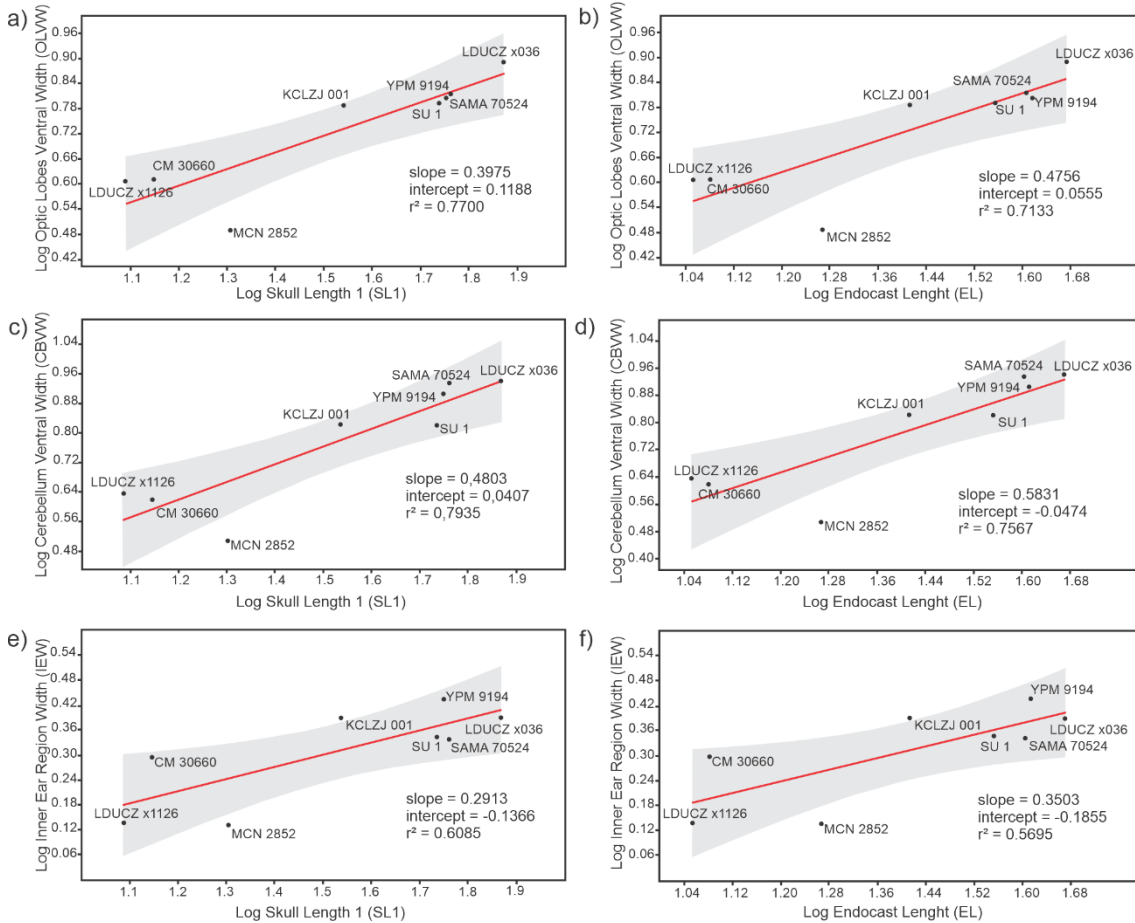 a)
Log Optic Lobes Ventral Width (OLVW)
0.96
0.90
0.84
0.78
0.72
0.66
0.60
0.54
0.48
0.42
LDUCZ x036
YPM 9194
KCLZJ 001
SAMA 70524
SU 1
CM 30660
LDUCZ x1126
MCN 2852
slope = 0.3975
intercept = 0.1188
r² = 0.7700
1.1 1.2 1.3 1.4 1.5 1.6 1.7 1.8 1.9
Log Skull Length 1 (SL1)
b)
Log Optic Lobes Ventral Width (OLVW)
0.96
0.90
0.84
0.78
0.72
0.66
0.60
0.54
0.48
0.42
LDUCZ x036
SAMA 70524
KCLZJ 001
YPM 9194
SU 1
LDUCZ x1126
CM 30660
MCN 2852
slope = 0.4756
intercept = 0.0555
r² = 0.7133
1.04 1.12 1.20 1.28 1.36 1.44 1.52 1.60 1.68
Log Endocast Lenght (EL)
c)
Log Cerebellum Ventral Width (CBVW)
1.04
0.96
0.88
0.80
0.72
0.64
0.56
0.48
SAMA 70524
LDUCZ x036
YPM 9194
KCLZJ 001
SU 1
LDUCZ x1126
CM 30660
MCN 2852
slope = 0,4803
intercept = 0,0407
r² = 0,7935
1.1 1.2 1.3 1.4 1.5 1.6 1.7 1.8 1.9
Log Skull Length 1 (SL1)
d)
Log Cerebellum Ventral Width (CBVW)
1.04
0.96
0.88
0.80
0.72
0.64
0.56
0.48
0.40
SAMA 70524
LDUCZ x036
YPM 9194
KCLZJ 001
SU 1
LDUCZ x1126
CM 30660
MCN 2852
slope = 0.5831
intercept = -0.0474
r² = 0.7567
1.04 1.12 1.20 1.28 1.36 1.44 1.52 1.60 1.68
Log Endocast Lenght (EL)
e)
Log Inner Ear Region Width (IEW)
0.54
0.42
0.36
0.30
0.24
0.18
0.12
0.06
YPM 9194
KCLZJ 001
LDUCZ x036
SU 1
SAMA 70524
CM 30660
LDUCZ x1126
MCN 2852
slope = 0.2913
intercept = -0.1366
r² = 0.6085
1.1 1.2 1.3 1.4 1.5 1.6 1.7 1.8 1.9
Log Skull Length 1 (SL1)
f)
Log Inner Ear Region Width (IEW)
0.54
0.42
0.36
0.30
0.24
0.18
0.12
0.06
YPM 9194
KCLZJ 001
LDUCZ x036
SU 1
SAMA 70524
CM 30660
LDUCZ x1126
MCN 2852
slope = 0.3503
intercept = -0.1855
r² = 0.5695
1.04 1.12 1.20 1.28 1.36 1.44 1.52 1.60 1.68
Log Endocast Lenght (EL)